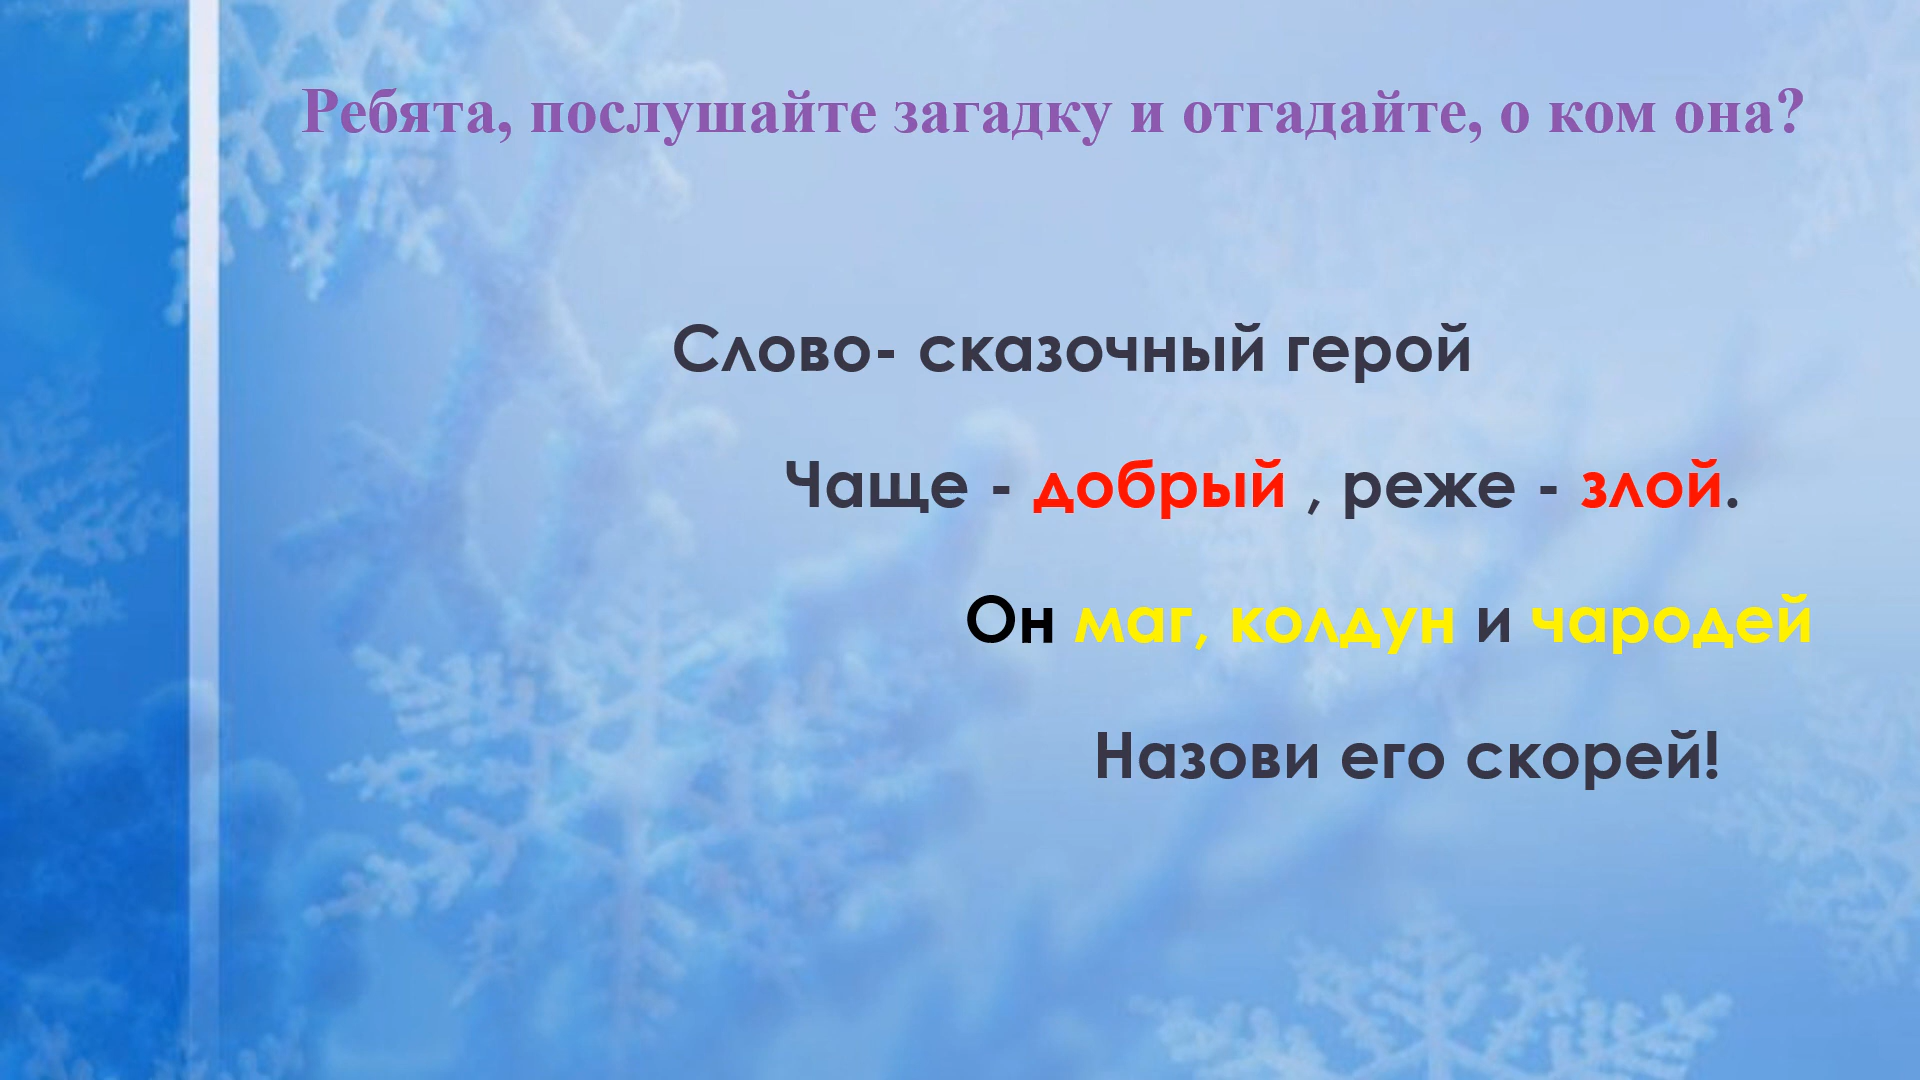 Ребята, послушайте загадку и отгадайте, о ком она?
Слово- сказочный герой
Чаще - добрый , реже - злой.
Он маг, колдун и чародей
Назови его скорей!